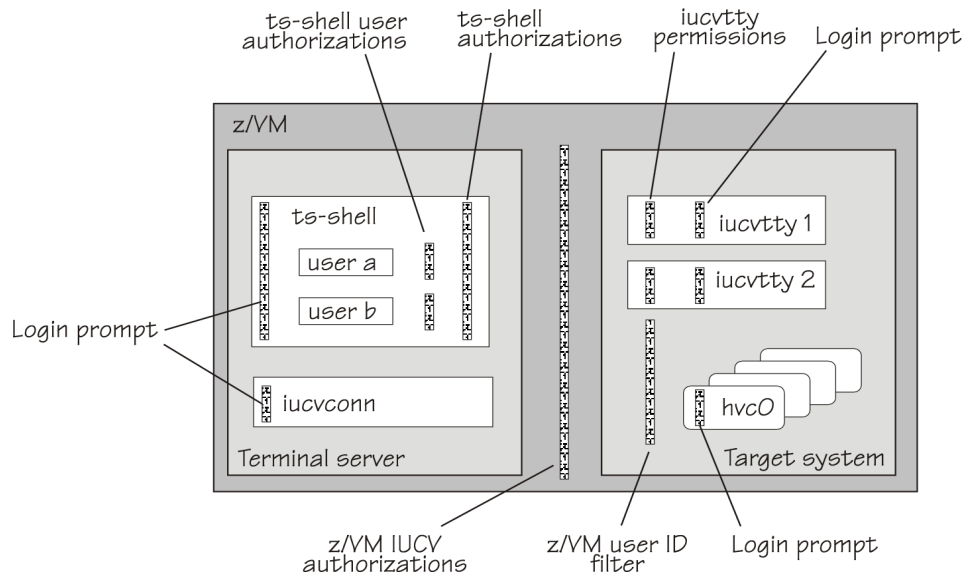 ts-shell user
authorizations
ts-shell
authorizations
iucvtty
permissions
Login prompt
z/VM
ts-shell
user a
user b
iucvtty 1
iucvtty 2
Login prompt
iucvconn
hvc0
Terminal server
Target system
z/VM IUCV
authorizations
z/VM user ID
filter
Login prompt